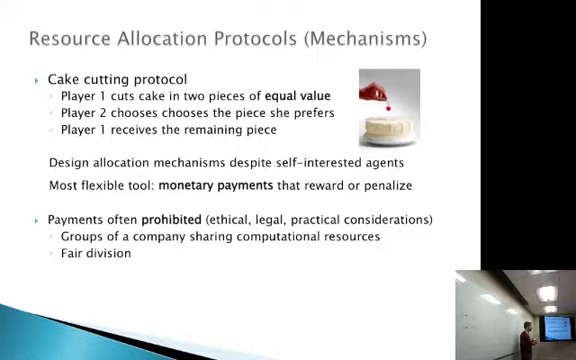 Resource Allocation Protocols (Mechanisms)
Cake cutting protocol
Player 1 cuts cake in two pieces of equal value
Player 2 chooses chooses the piece she prefers
Player 1 receives the remaining piece
Design allocation mechanisms despite self-interested agents
Most flexible tool: monetary payments that reward or penalize
Payments often prohibited (ethical, legal, practical considerations)
Groups of a company sharing computational resources
Fair division